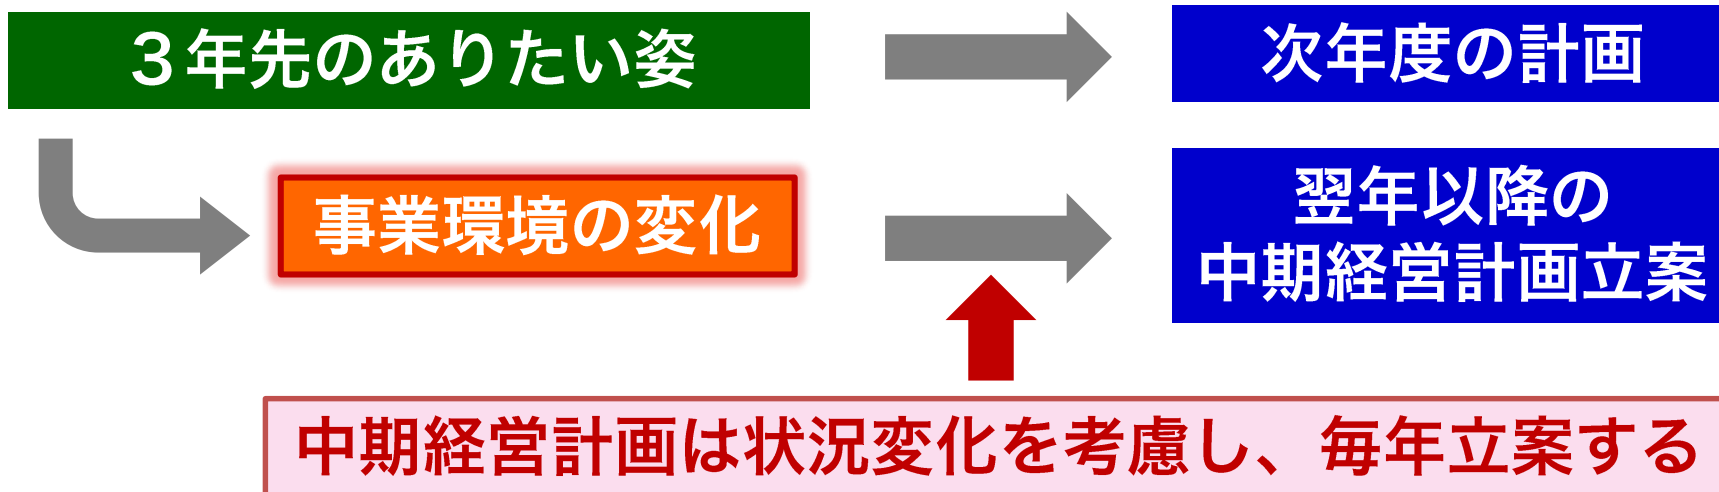 ３年先のありたい姿
次年度の計画
事業環境の変化
翌年以降の
中期経営計画立案
中期経営計画は状況変化を考慮し、毎年立案する